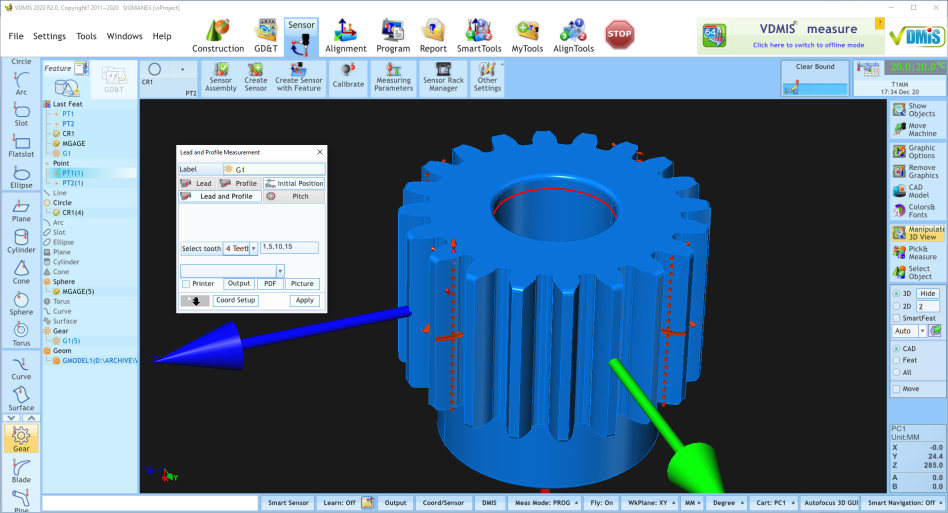 VDMIS 2020 R2.0, Copyright? 2011~2020 SIGMANEX [viProject]
File Settings Tools Windows Help
Construction GD&T Sensor Alignment Program Report SmartTools MyTools AlignTools STOP
64
VDMIS measure
Click here to switch to offline mode
?
VDMIS
Circle
Arc
Slot
Flatslot
Ellipse
Plane
Cylinder
Cone
Sphere
Torus
Curve
Surface
Gear
Blade
Pipe
Feature
GD&T
CR1
PT2
Sensor Assembly
Create Sensor
Create Sensor with Feature
Calibrate
Measuring Parameters
Sensor Rack Manager
Other Settings
Clear Bound
20.0|20.0°C
T1MM
17:34 Dec 20
Last Feat
PT1
PT2
CR1
MGAGE
G1
Point
PT1(1)
PT2(1)
Line
Circle
CR1(4)
Arc
Slot
Ellipse
Plane
Cylinder
Cone
Sphere
MGAGE(5)
Torus
Curve
Surface
Gear
G1(5)
Geom
GMODEL1(D:\ARCHIVE\V
Lead and Profile Measurement
Label G1
Lead Profile Initial Position
Lead and Profile Pitch
Select tooth 4 Teeth 1,5,10,15
Printer Output PDF Picture
Coord Setup Apply
Y
Show Objects
Move Machine
Graphic Options
Remove Graphics
CAD Model
Colors& Fonts
Manipulate 3D View
Pick& Measure
Select Object
3D Hide
2D 2
SmartFeat
Auto
CAD
Feat
All
Move
PC1
Unit:MM
X -0.0
Y 24.4
Z 285.0
A 0.0
B 0.0
Smart Sensor Learn: Off Output Coord/Sensor DMIS Meas Mode: PROG Fly: On WkPlane: XY MM Degree Cart: PC1 Autofocus 3D GUI Smart Navigation: Off